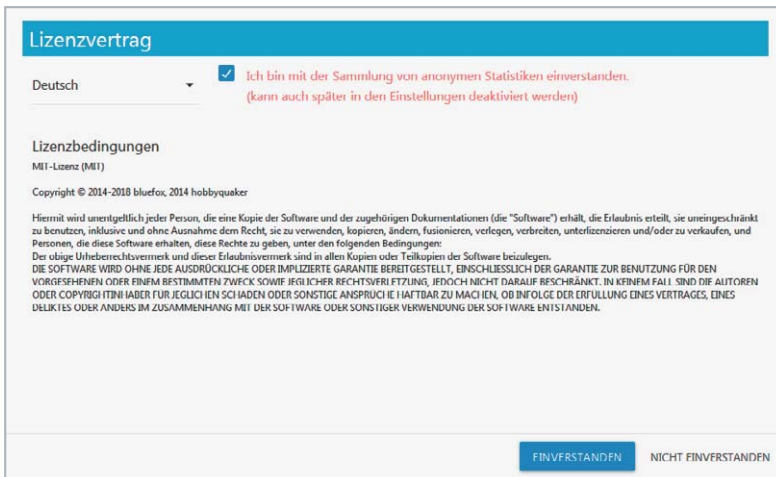 Lizenzvertrag
Deutsch
Ich bin mit der Sammlung von anonymen Statistiken einverstanden.
(kann auch später in den Einstellungen deaktiviert werden)
Lizenzbedingungen
MIT-Lizenz (MIT)
Copyright © 2014-2018 bluefox, 2014 hobbyquaker
Hiermit wird unentgeltlich jeder Person, die eine Kopie der Software und der zugehörigen Dokumentationen (die "Software") erhält, die Erlaubnis erteilt, sie uneingeschränkt
zu benutzen, inklusive und ohne Ausnahme dem Recht, sie zu verwenden, kopieren, ändern, fusionieren, verlegen, verbreiten, unterlizenzieren und/oder zu verkaufen, und
Personen, die diese Software erhalten, diese Rechte zu geben, unter den folgenden Bedingungen:
Der obige Urheberrechtsvermerk und dieser Erlaubnisvermerk sind in allen Kopien oder Teilkopien der Software beizulegen.
DIE SOFTWARE WIRD OHNE JEDE AUSDRÜCKLICHE ODER IMPLIZIERTE GARANTIE BEREITGESTELLT, EINSCHLIESSLICH DER GARANTIE ZUR BENUTZUNG FÜR DEN
VORGESEHENEN ODER EINEM BESTIMMTEN ZWECK SOWIE JEGLICHER RECHTSVERLETZUNG, JEDOCH NICHT DARAUF BESCHRÄNKT. IN KEINEM FALL SIND DIE AUTOREN
ODER COPYRIGHTINHABER FÜR JEGLICHEN SCHADEN ODER SONSTIGE ANSPRÜCHE HAFTBAR ZU MACHEN, OB INFOLGE DER ERFÜLLUNG EINES VERTRAGES, EINES
DELIKTES ODER ANDERS IM ZUSAMMENHANG MIT DER SOFTWARE ODER SONSTIGER VERWENDUNG DER SOFTWARE ENTSTANDEN.
EINVERSTANDEN
NICHT EINVERSTANDEN